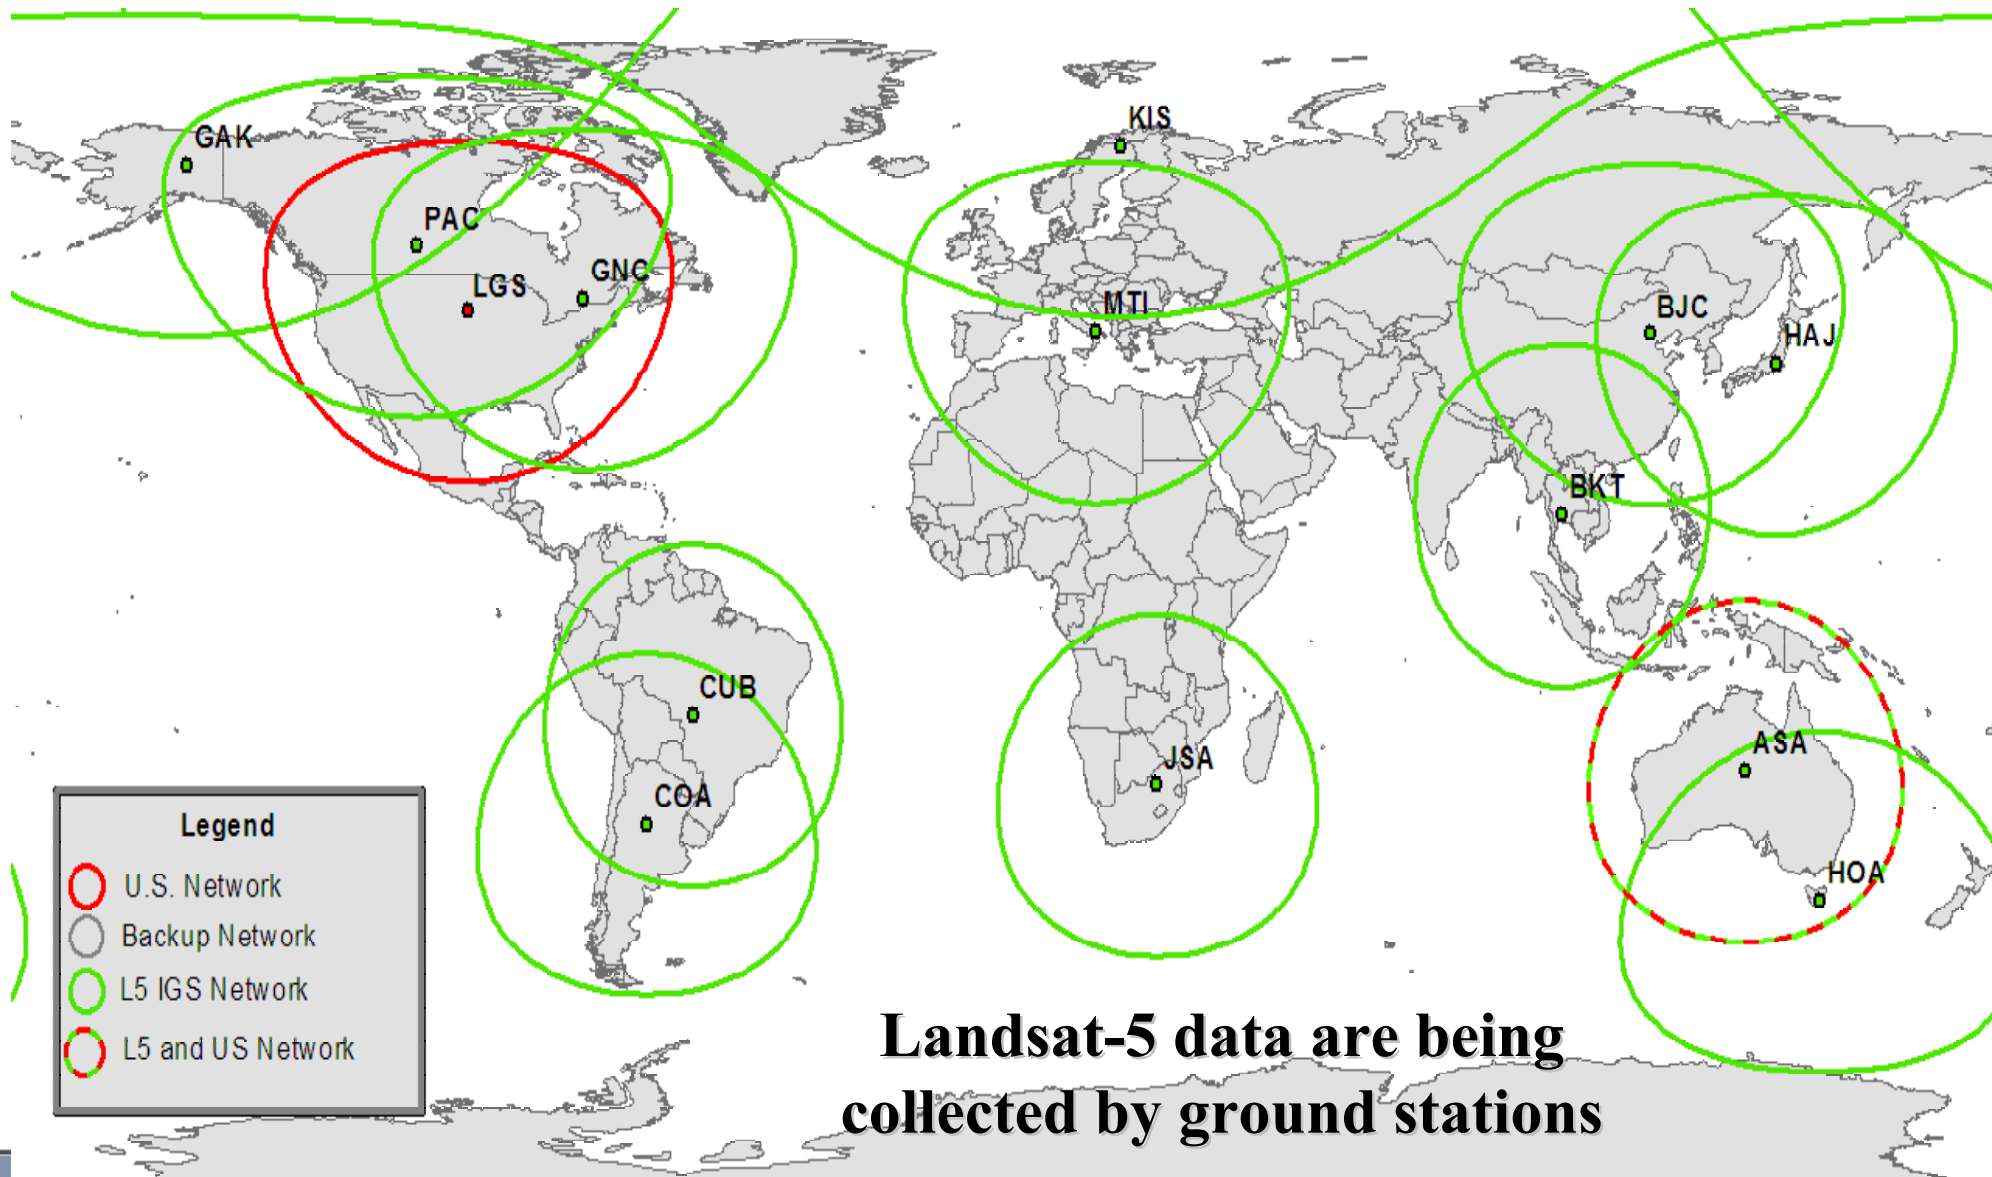 KIS
GAK
PAC
GNC
LGS
MTI
BJC
HAJ
BKT
CUB
ASA
JSA
COA
HOA
Legend
U.S. Network
Backup Network
L5 IGS Network
L5 and US Network
Landsat-5 data are being
collected by ground stations